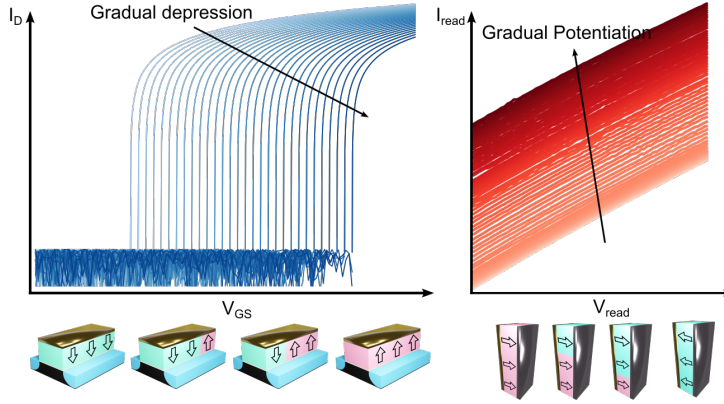 I_D
Gradual depression
V_GS
I_read
Gradual Potentiation
V_read